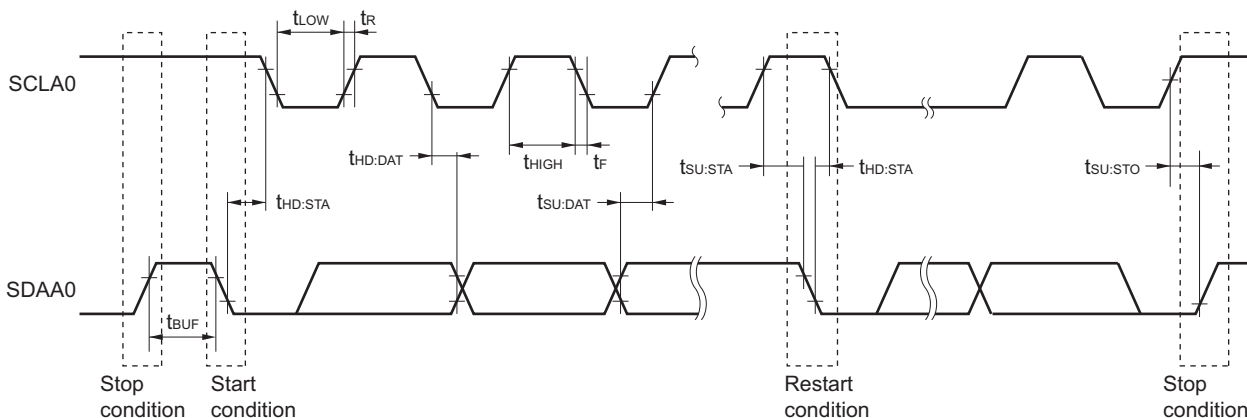 tLOW
tR
SCLA0
tHD:DAT
tHIGH
tF
tSU:STA
tHD:STA
tSU:STO
tHD:STA
tSU:DAT
SDAA0
tBUF
Stop
condition
Start
condition
Restart
condition
Stop
condition